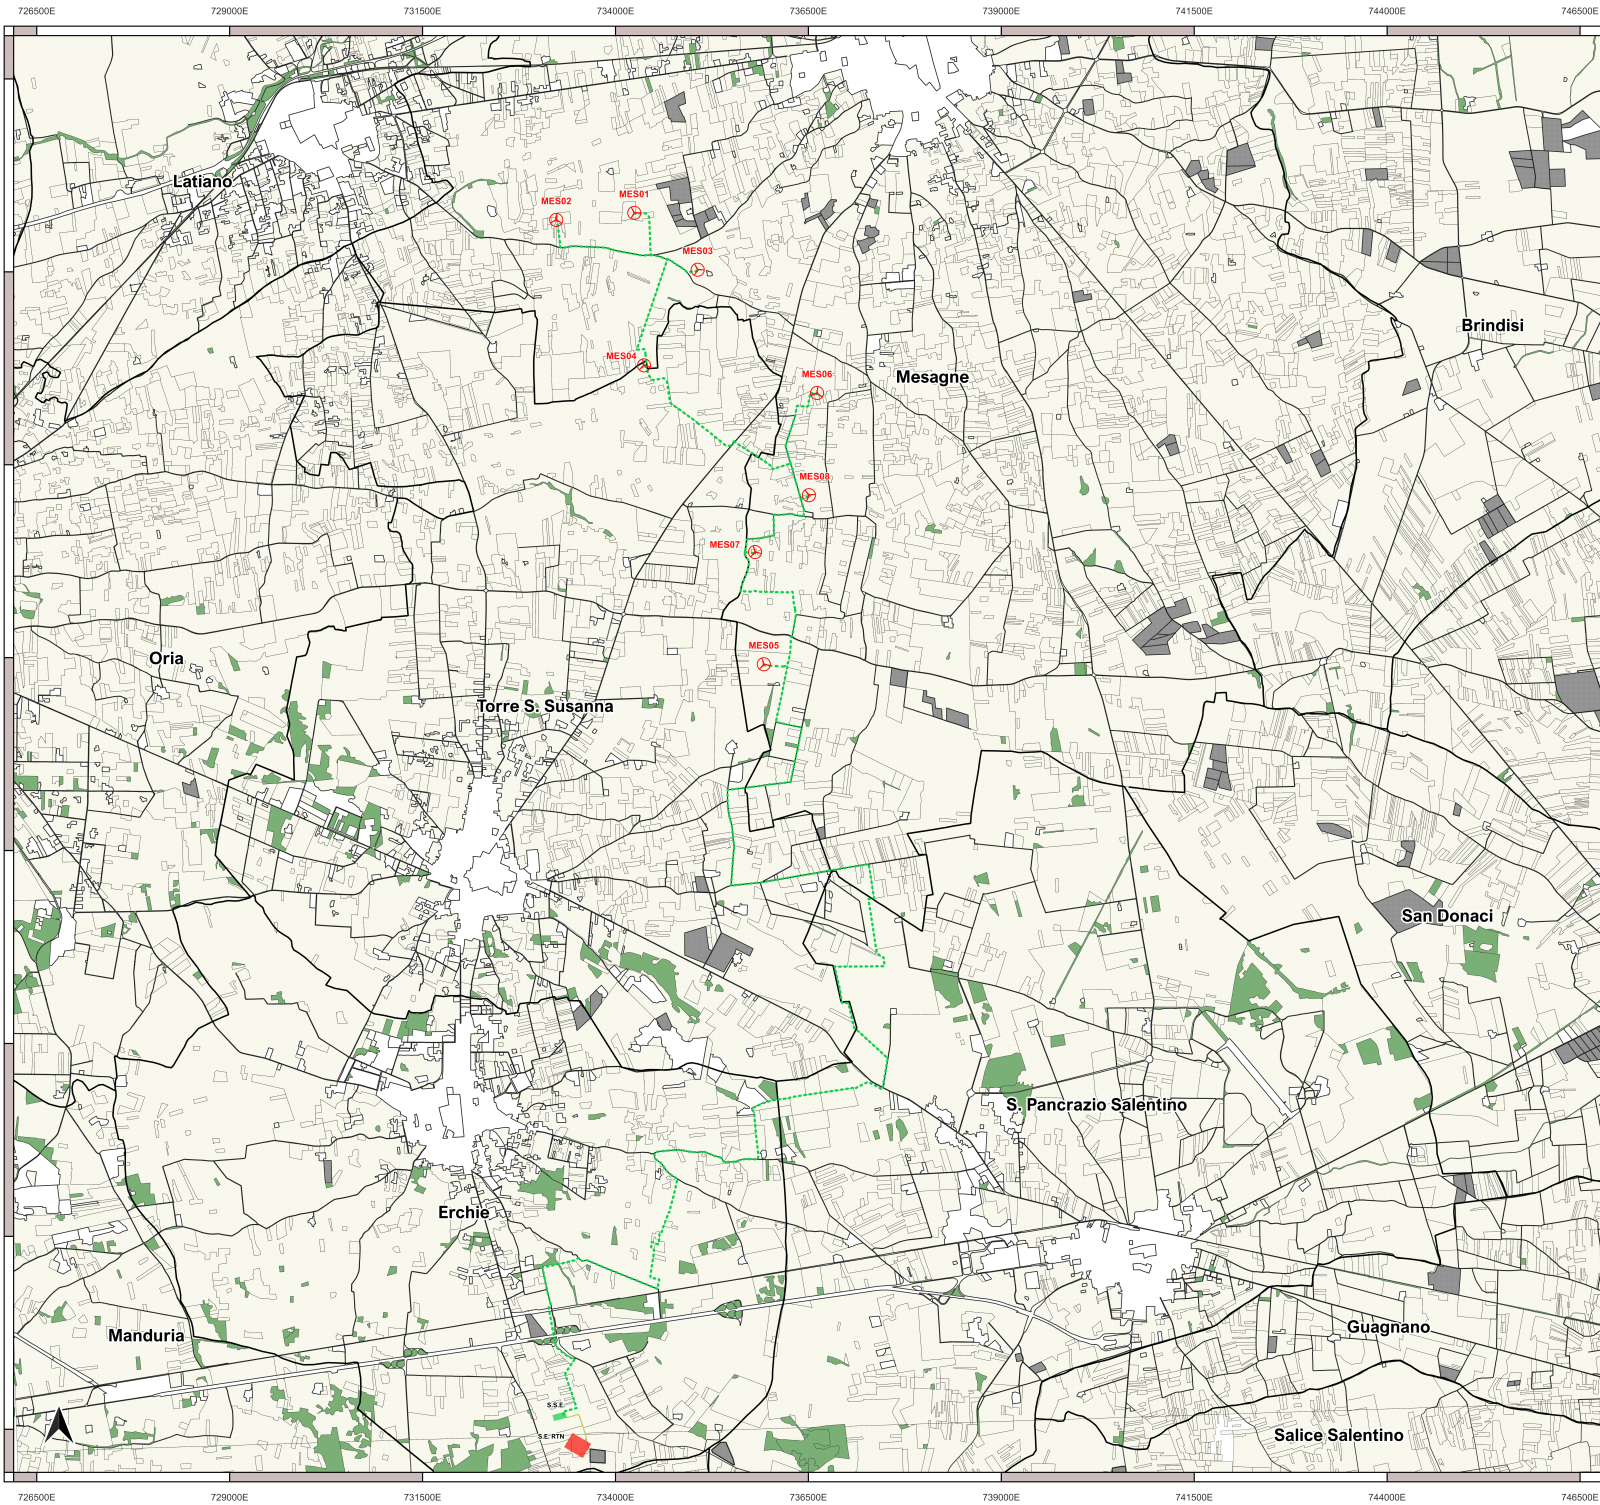 726500E 729000E 731500E 734000E 736500E 739000E 741500E 744000E 746500E
Latiano
MES01
MES02
MES03
Brindisi
MES04
MES06
Mesagne
MES08
MES07
MES05
Oria
Torre S. Susanna
San Donaci
S. Pancrazio Salentino
Erchie
Manduria
Guagnano
S.S.E.
S.E. RTN
Salice Salentino
726500E 729000E 731500E 734000E 736500E 739000E 741500E 744000E 746500E